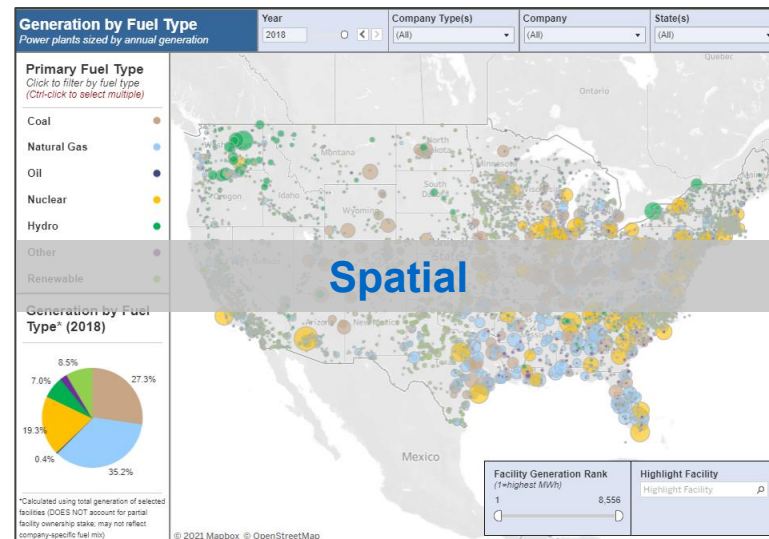 Generation by Fuel Type
Power plants sized by annual generation
Year
2018
Company Type(s)
(All)
Company
(All)
State(s)
(All)
Primary Fuel Type
Click to filter by fuel type
(Ctrl-click to select multiple)
Coal
Natural Gas
Oil
Nuclear
Hydro
Other
Renewable
Quebec
Ontario
Montana
North
Dakota
Minnesota
Oregon
Idaho
South
Dakota
Wyoming
Spatial
Arizona
New Mexico
Mexico
Generation by Fuel
Type* (2018)
8.5%
7.0%
27.3%
19.3%
0.4%
35.2%
*Calculated using total generation of selected
facilities (DOES NOT account for partial
facility ownership stake; may not reflect
company-specific fuel mix)
Facility Generation Rank
(1=highest MWh)
1
8,556
Highlight Facility
Highlight Facility
© 2021 Mapbox © OpenStreetMap